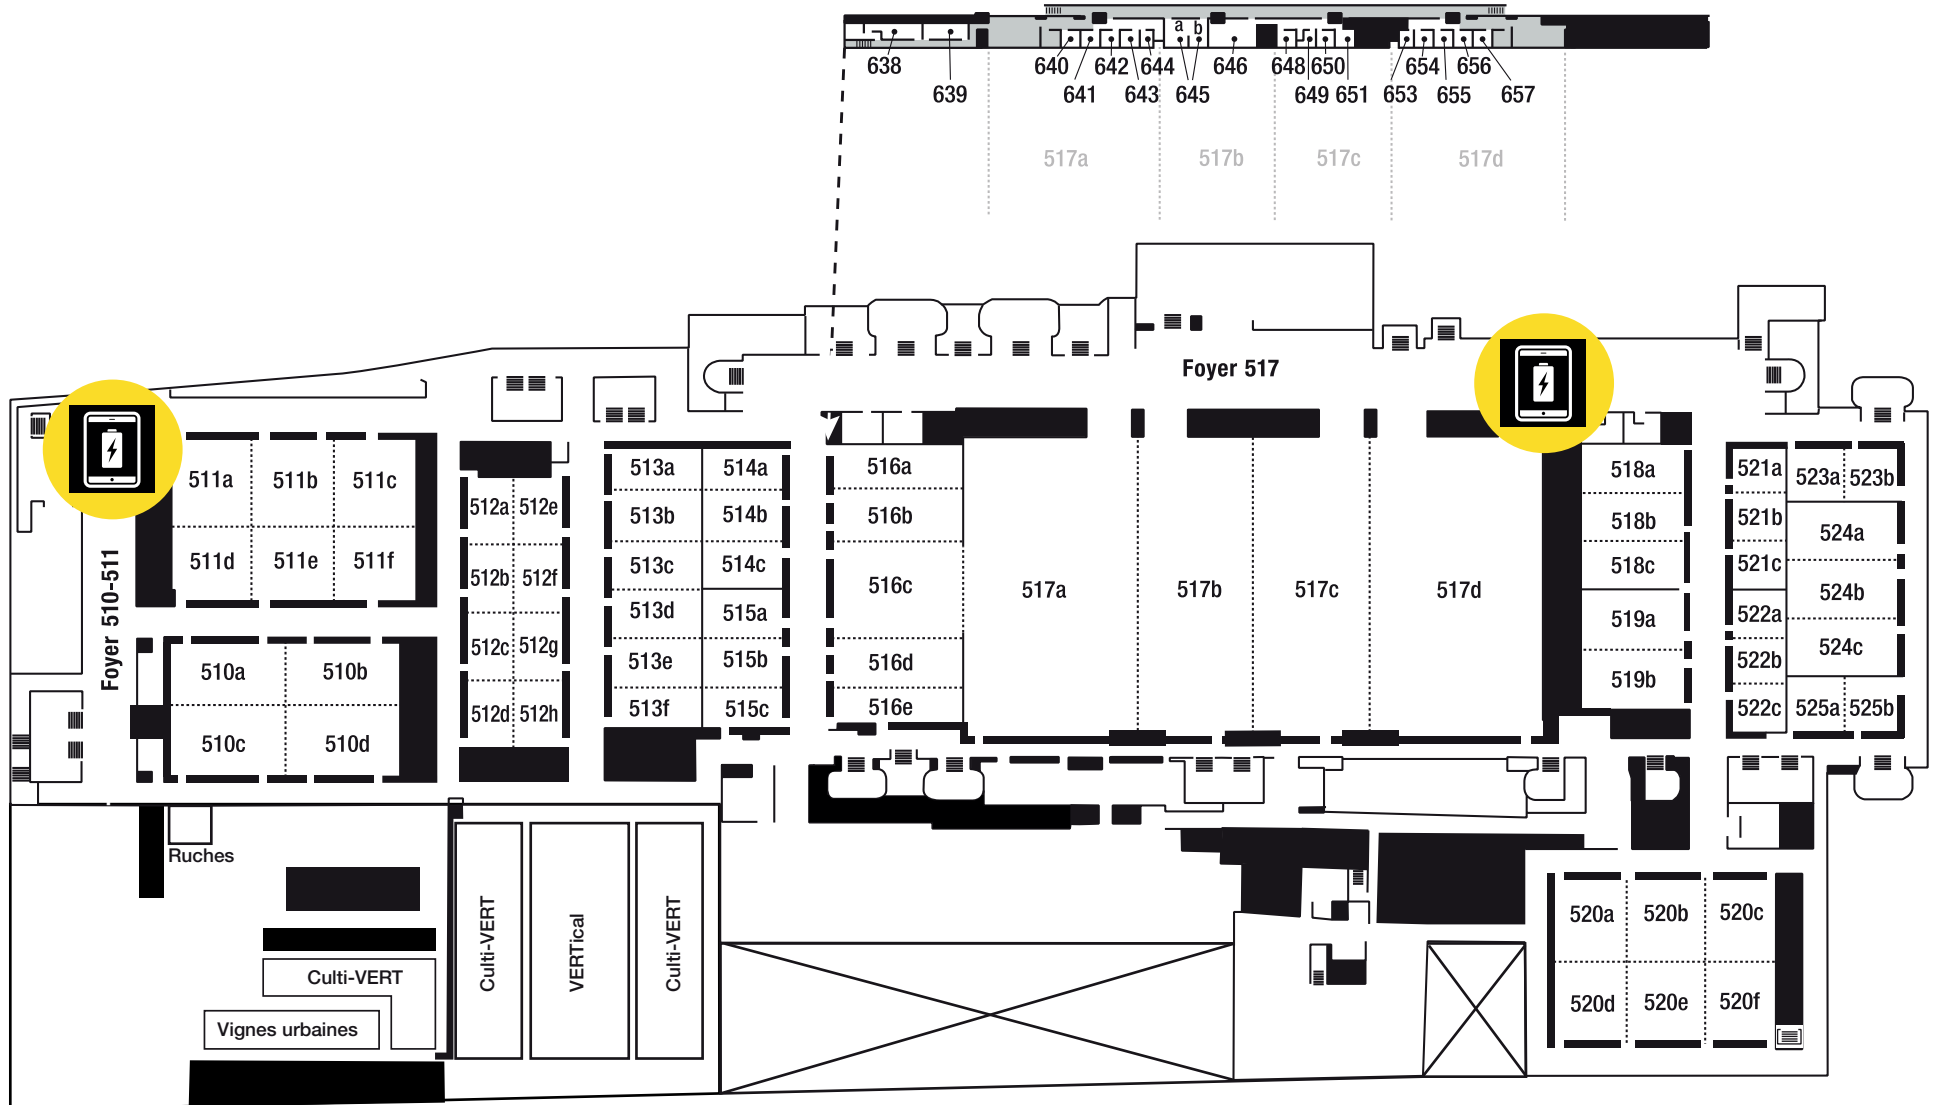 a b
638 640 642 644 646 648 650 654 656
639 641 643 645 649 651 653 655 657
517a 517b 517c 517d
Foyer 517
511a 511b 511c
511d 511e 511f
Foyer 510-511
510a 510b
510c 510d
512a 512e
512b 512f
512c 512g
512d 512h
513a 514a
513b 514b
513c 514c
513d 515a
513e 515b
513f 515c
516a
516b
516c
516d
516e
517a 517b 517c 517d
518a
518b
518c
519a
519b
521a 523a 523b
521b 524a
521c
522a 524b
522b 524c
522c 525a 525b
520a 520b 520c
520d 520e 520f
Ruches
Culti-VERT
Vignes urbaines
Culti-VERT
VERTical
Culti-VERT